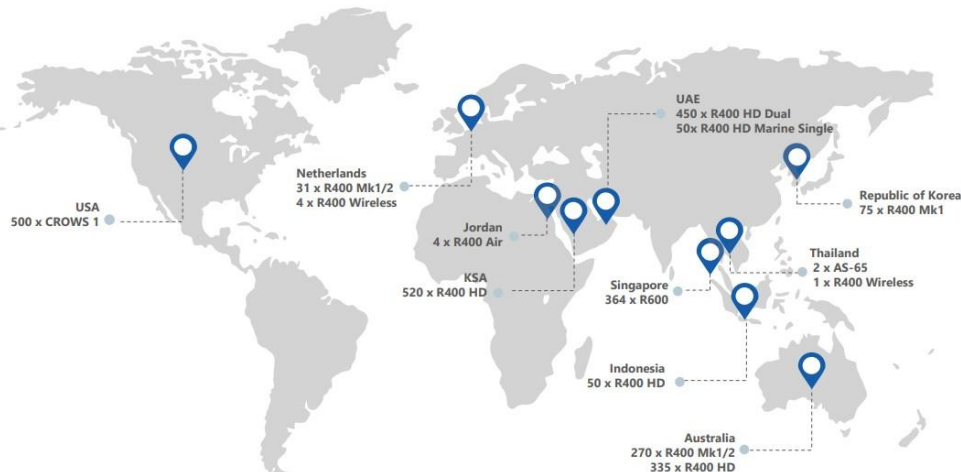 UAE
450 x R400 HD Dual
50x R400 HD Marine Single
Netherlands
31 x R400 Mk1/2
4 x R400 Wireless
Republic of Korea
75 x R400 Mk1
USA
500 x CROWS 1
Jordan
4 x R400 Air
Thailand
2 x AS-65
1 x R400 Wireless
KSA
520 x R400 HD
Singapore
364 x R600
Indonesia
50 x R400 HD
Australia
270 x R400 Mk1/2
335 x R400 HD